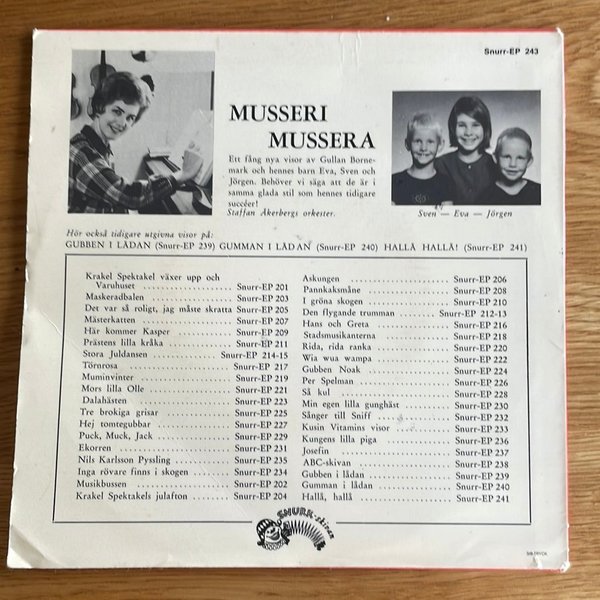 Snurr-EP 243
MUSSERI
MUSSERA
Ett fång nya visor av Gullan Borne-
mark och hennes barn Eva, Sven och
Jörgen. Behöver vi säga att de är i
samma glada stil som hennes tidigare
succéer!
Staffan Åkerbergs orkester.
Sven — Eva — Jörgen
Hör också tidigare utgivna visor på:
GUBBEN I LÅDAN (Snurr-EP 239) GUMMAN I LÅDAN (Snurr-EP 240) HALLÅ HALLÅ! (Snurr-EP 241)
Krakel Spektakel växer upp och
Varuhuset .......... Snurr-EP 201
Maskeradbalen .......... Snurr-EP 203
Det var så roligt, jag måste skratta Snurr-EP 205
Mästerkatten .......... Snurr-EP 207
Här kommer Kasper .......... Snurr-EP 209
Prästens lilla kråka .......... Snurr-EP 211
Stora Juldansen .......... Snurr-EP 214-15
Törnrosa .......... Snurr-EP 217
Muminvinter .......... Snurr-EP 219
Mors lilla Olle .......... Snurr-EP 221
Dalahästen .......... Snurr-EP 223
Tre brokiga grisar .......... Snurr-EP 225
Hej tomtegubbar .......... Snurr-EP 227
Puck, Muck, Jack .......... Snurr-EP 229
Ekorren .......... Snurr-EP 231
Nils Karlsson Pyssling .......... Snurr-EP 235
Inga rövare finns i skogen .......... Snurr-EP 234
Musikbussen .......... Snurr-EP 202
Krakel Spektakels julafton .......... Snurr-EP 204
Askungen .......... Snurr-EP 206
Pannkaksmåne .......... Snurr-EP 208
I gröna skogen .......... Snurr-EP 210
Den flygande trumman .......... Snurr-EP 212-13
Hans och Greta .......... Snurr-EP 216
Stadsmusikanterna .......... Snurr-EP 218
Rida, rida ranka .......... Snurr-EP 220
Wia wua wampa .......... Snurr-EP 222
Gubben Noak .......... Snurr-EP 224
Per Spelman .......... Snurr-EP 226
Så kul .......... Snurr-EP 228
Min egen lilla gunghäst .......... Snurr-EP 230
Sånger till Sniff .......... Snurr-EP 232
Kusin Vitamins visor .......... Snurr-EP 233
Kungens lilla piga .......... Snurr-EP 236
Josefin .......... Snurr-EP 237
ABC-skivan .......... Snurr-EP 238
Gubben i lådan .......... Snurr-EP 239
Gumman i lådan .......... Snurr-EP 240
Hallå, hallå .......... Snurr-EP 241
SNURR-skivan